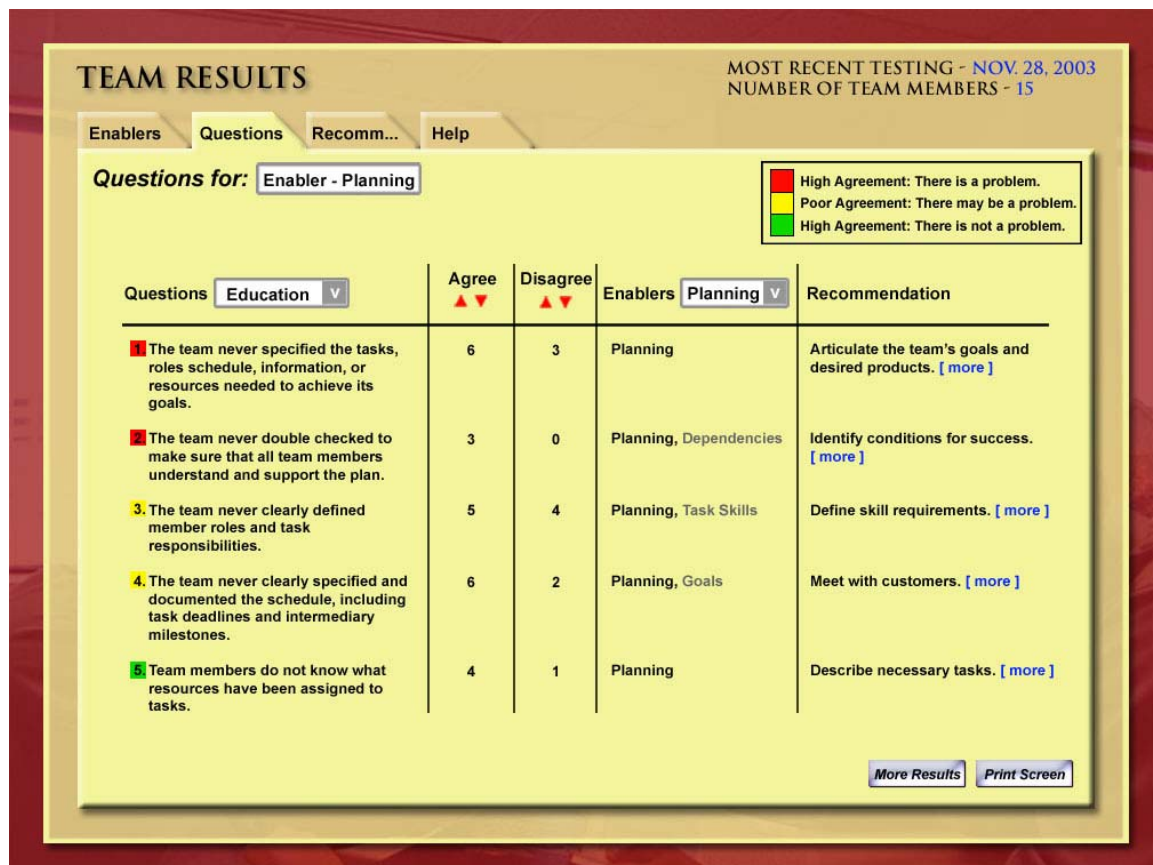 TEAM RESULTS
MOST RECENT TESTING - NOV. 28, 2003
NUMBER OF TEAM MEMBERS - 15
Enablers Questions Recomm... Help
Questions for: Enabler - Planning
High Agreement: There is a problem.
Poor Agreement: There may be a problem.
High Agreement: There is not a problem.
Questions Education v Agree Disagree Enablers Planning v Recommendation
1. The team never specified the tasks, roles schedule, information, or resources needed to achieve its goals.
6
3
Planning
Articulate the team's goals and
desired products. [ more ]
2. The team never double checked to
make sure that all team members
understand and support the plan.
3
0
Planning, Dependencies
Identify conditions for success.
[ more ]
3. The team never clearly defined
member roles and task
responsibilities.
5
4
Planning, Task Skills
Define skill requirements. [ more ]
4. The team never clearly specified and
documented the schedule, including
task deadlines and intermediary
milestones.
6
2
Planning, Goals
Meet with customers. [ more ]
5. Team members do not know what
resources have been assigned to
tasks.
4
1
Planning
Describe necessary tasks. [ more ]
More Results Print Screen